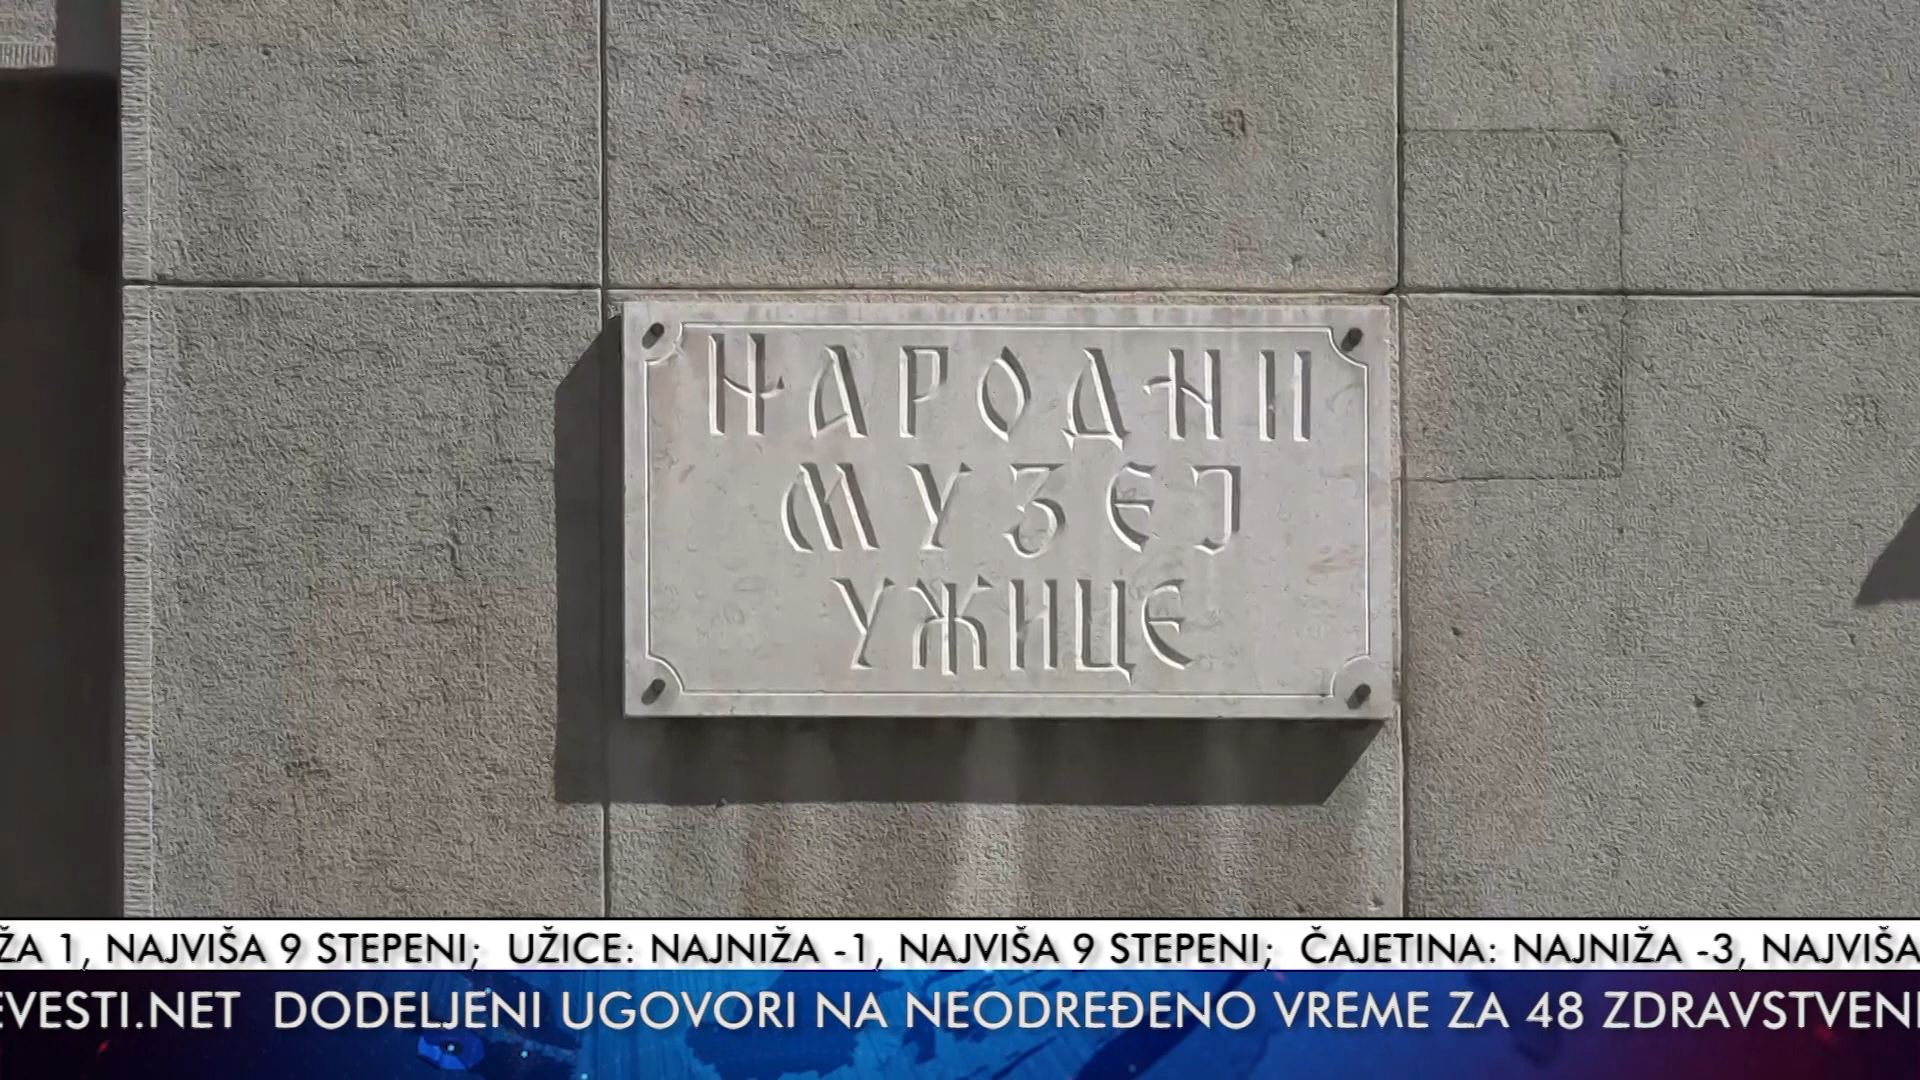 НАРОДНИ
МУЗЕЈ
УЖИЦЕ
ŽA 1, NAJVIŠA 9 STEPENI; UŽICE: NAJNIŽA -1, NAJVIŠA 9 STEPENI; ČAJETINA: NAJNIŽA -3, NAJVIŠA
EVESTI.NET DODELJENI UGOVORI NA NEODREĐENO VREME ZA 48 ZDRAVSTVENI